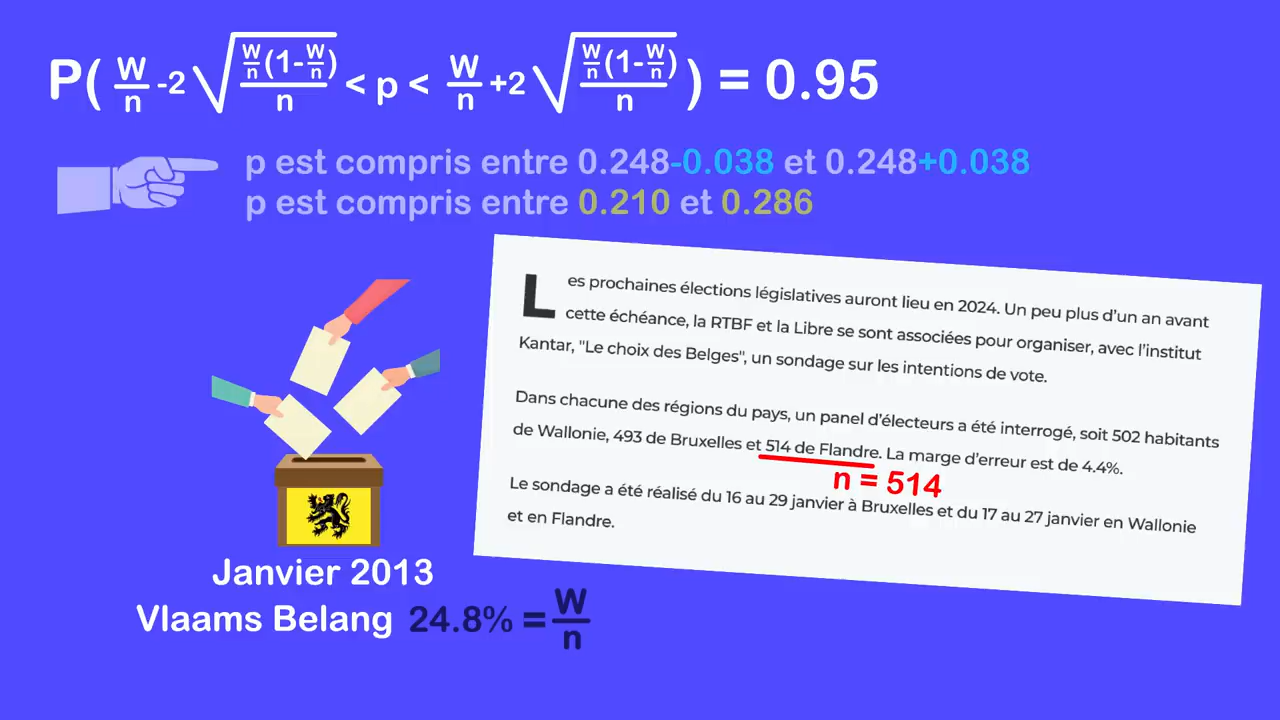 P( W/n -2 √(W/n(1-W/n)/n) < p < W/n +2 √(W/n(1-W/n)/n) ) = 0.95
p est compris entre 0.248-0.038 et 0.248+0.038
p est compris entre 0.210 et 0.286
Les prochaines élections législatives auront lieu en 2024. Un peu plus d'un an avant
cette échéance, la RTBF et la Libre se sont associées pour organiser, avec l'institut
Kantar, "Le choix des Belges", un sondage sur les intentions de vote.
Dans chacune des régions du pays, un panel d'électeurs a été interrogé, soit 502 habitants
de Wallonie, 493 de Bruxelles et 514 de Flandre. La marge d'erreur est de 4.4%.
n = 514
Le sondage a été réalisé du 16 au 29 janvier à Bruxelles et du 17 au 27 janvier en Wallonie
et en Flandre.
Janvier 2013
Vlaams Belang 24.8% = W/n